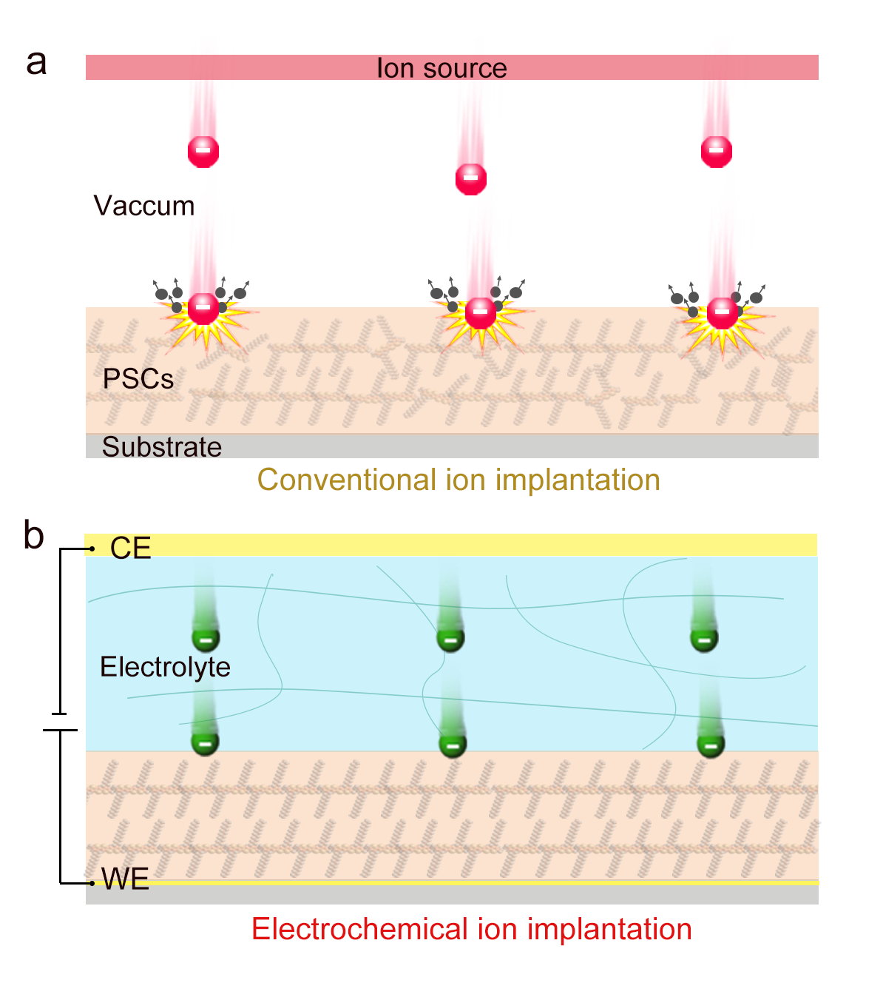 a
Ion source
Vaccum
PSCs
Substrate
Conventional ion implantation
b
CE
Electrolyte
WE
Electrochemical ion implantation